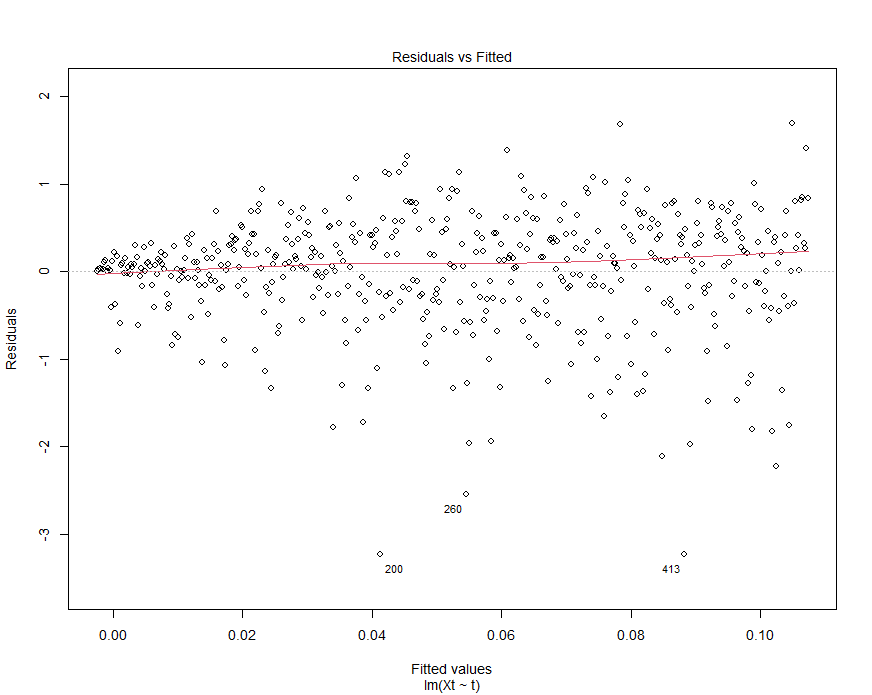 Residuals vs Fitted
2
1
0
-1
-2
-3
Residuals
260
200
413
0.00 0.02 0.04 0.06 0.08 0.10
Fitted values
lm(Xt ~ t)